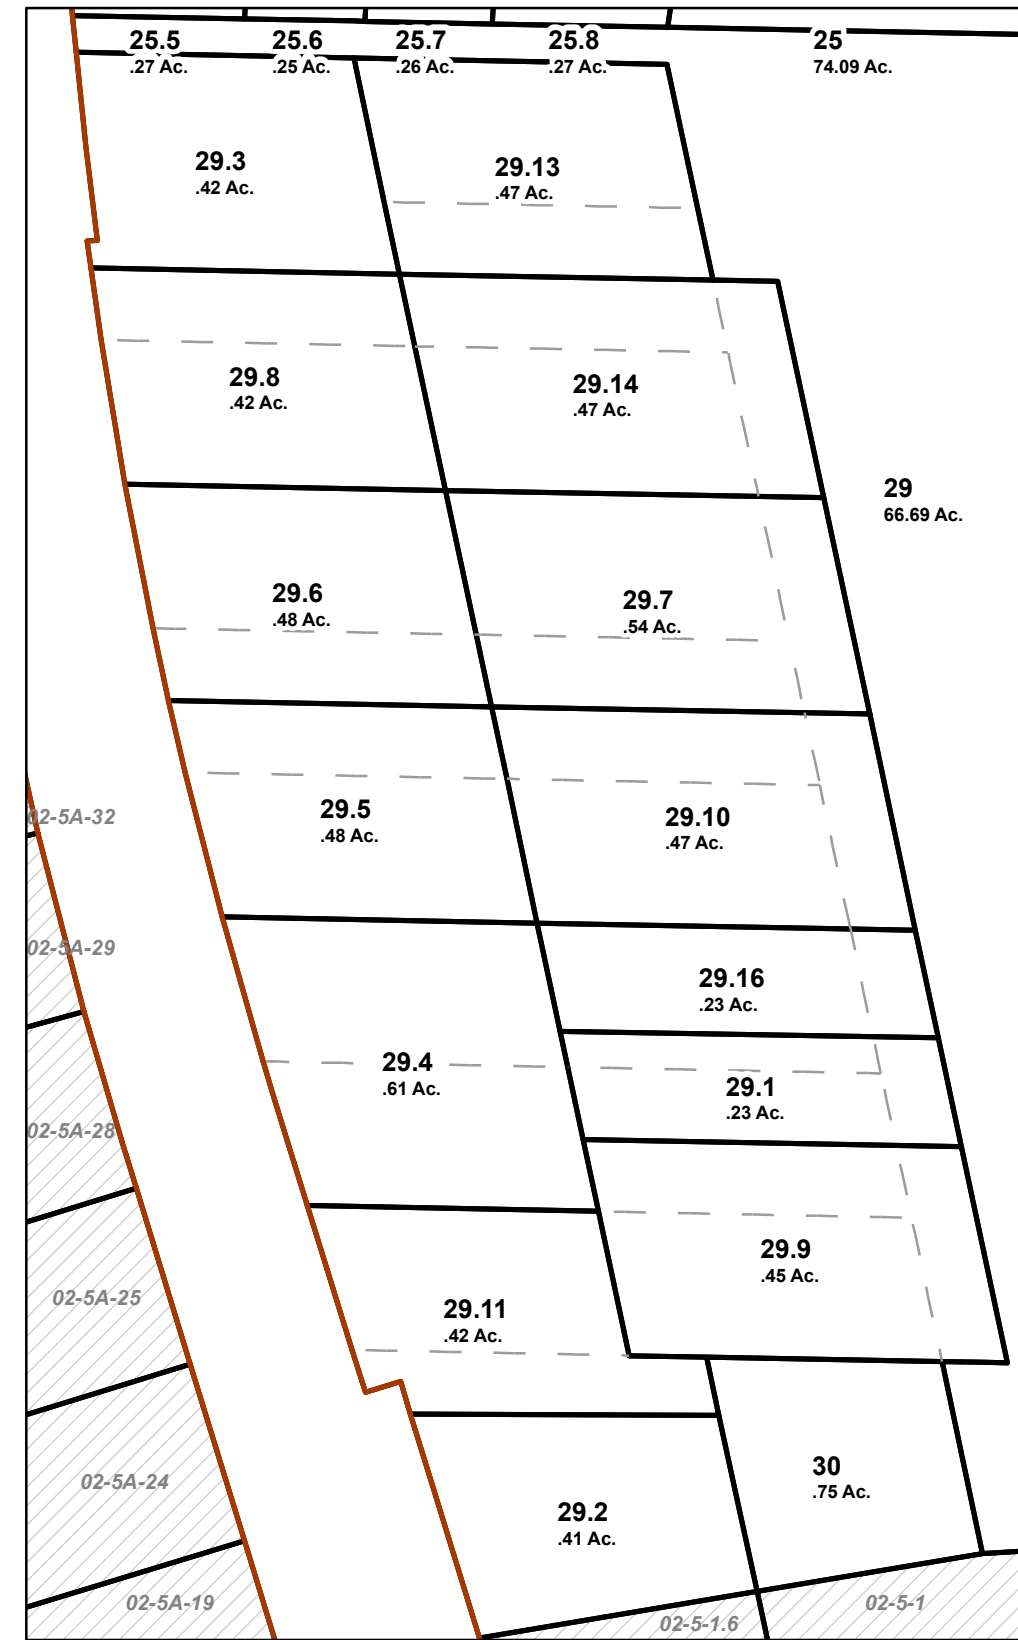 25.5
.27 Ac.
25.6
.25 Ac.
25.7
.26 Ac.
25.8
.27 Ac.
25
74.09 Ac.
29.3
.42 Ac.
29.13
.47 Ac.
29.8
.42 Ac.
29.14
.47 Ac.
29
66.69 Ac.
29.6
.48 Ac.
29.7
.54 Ac.
29.5
.48 Ac.
29.10
.47 Ac.
02-5A-32
02-5A-29
29.16
.23 Ac.
29.4
.61 Ac.
29.1
.23 Ac.
02-5A-28
29.9
.45 Ac.
02-5A-25
29.11
.42 Ac.
02-5A-24
30
.75 Ac.
29.2
.41 Ac.
02-5A-19
02-5-1.6
02-5-1